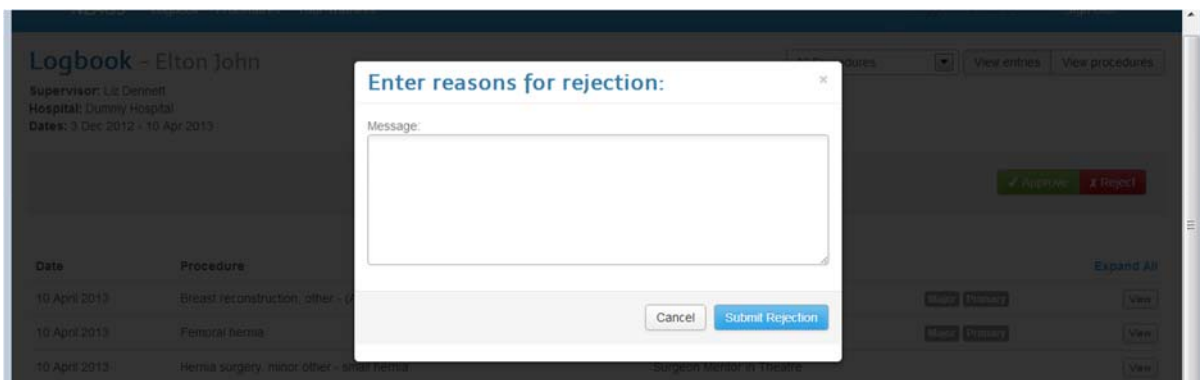 Logbook - Elton John
View entries View procedures
Supervisor: Liz Dennett
Hospital: Dummy Hospital
Dates: 3 Dec 2012 - 10 Apr 2013
Enter reasons for rejection:
×
Message:
✓ Approve x Reject
Cancel Submit Rejection
Date Procedure Expand All
10 April 2013 Breast reconstruction, other - Major Primary View
10 April 2013 Femoral hernia Major Primary View
10 April 2013 Hernia surgery, minor other - small hernia Surgeon Mentor in Theatre View